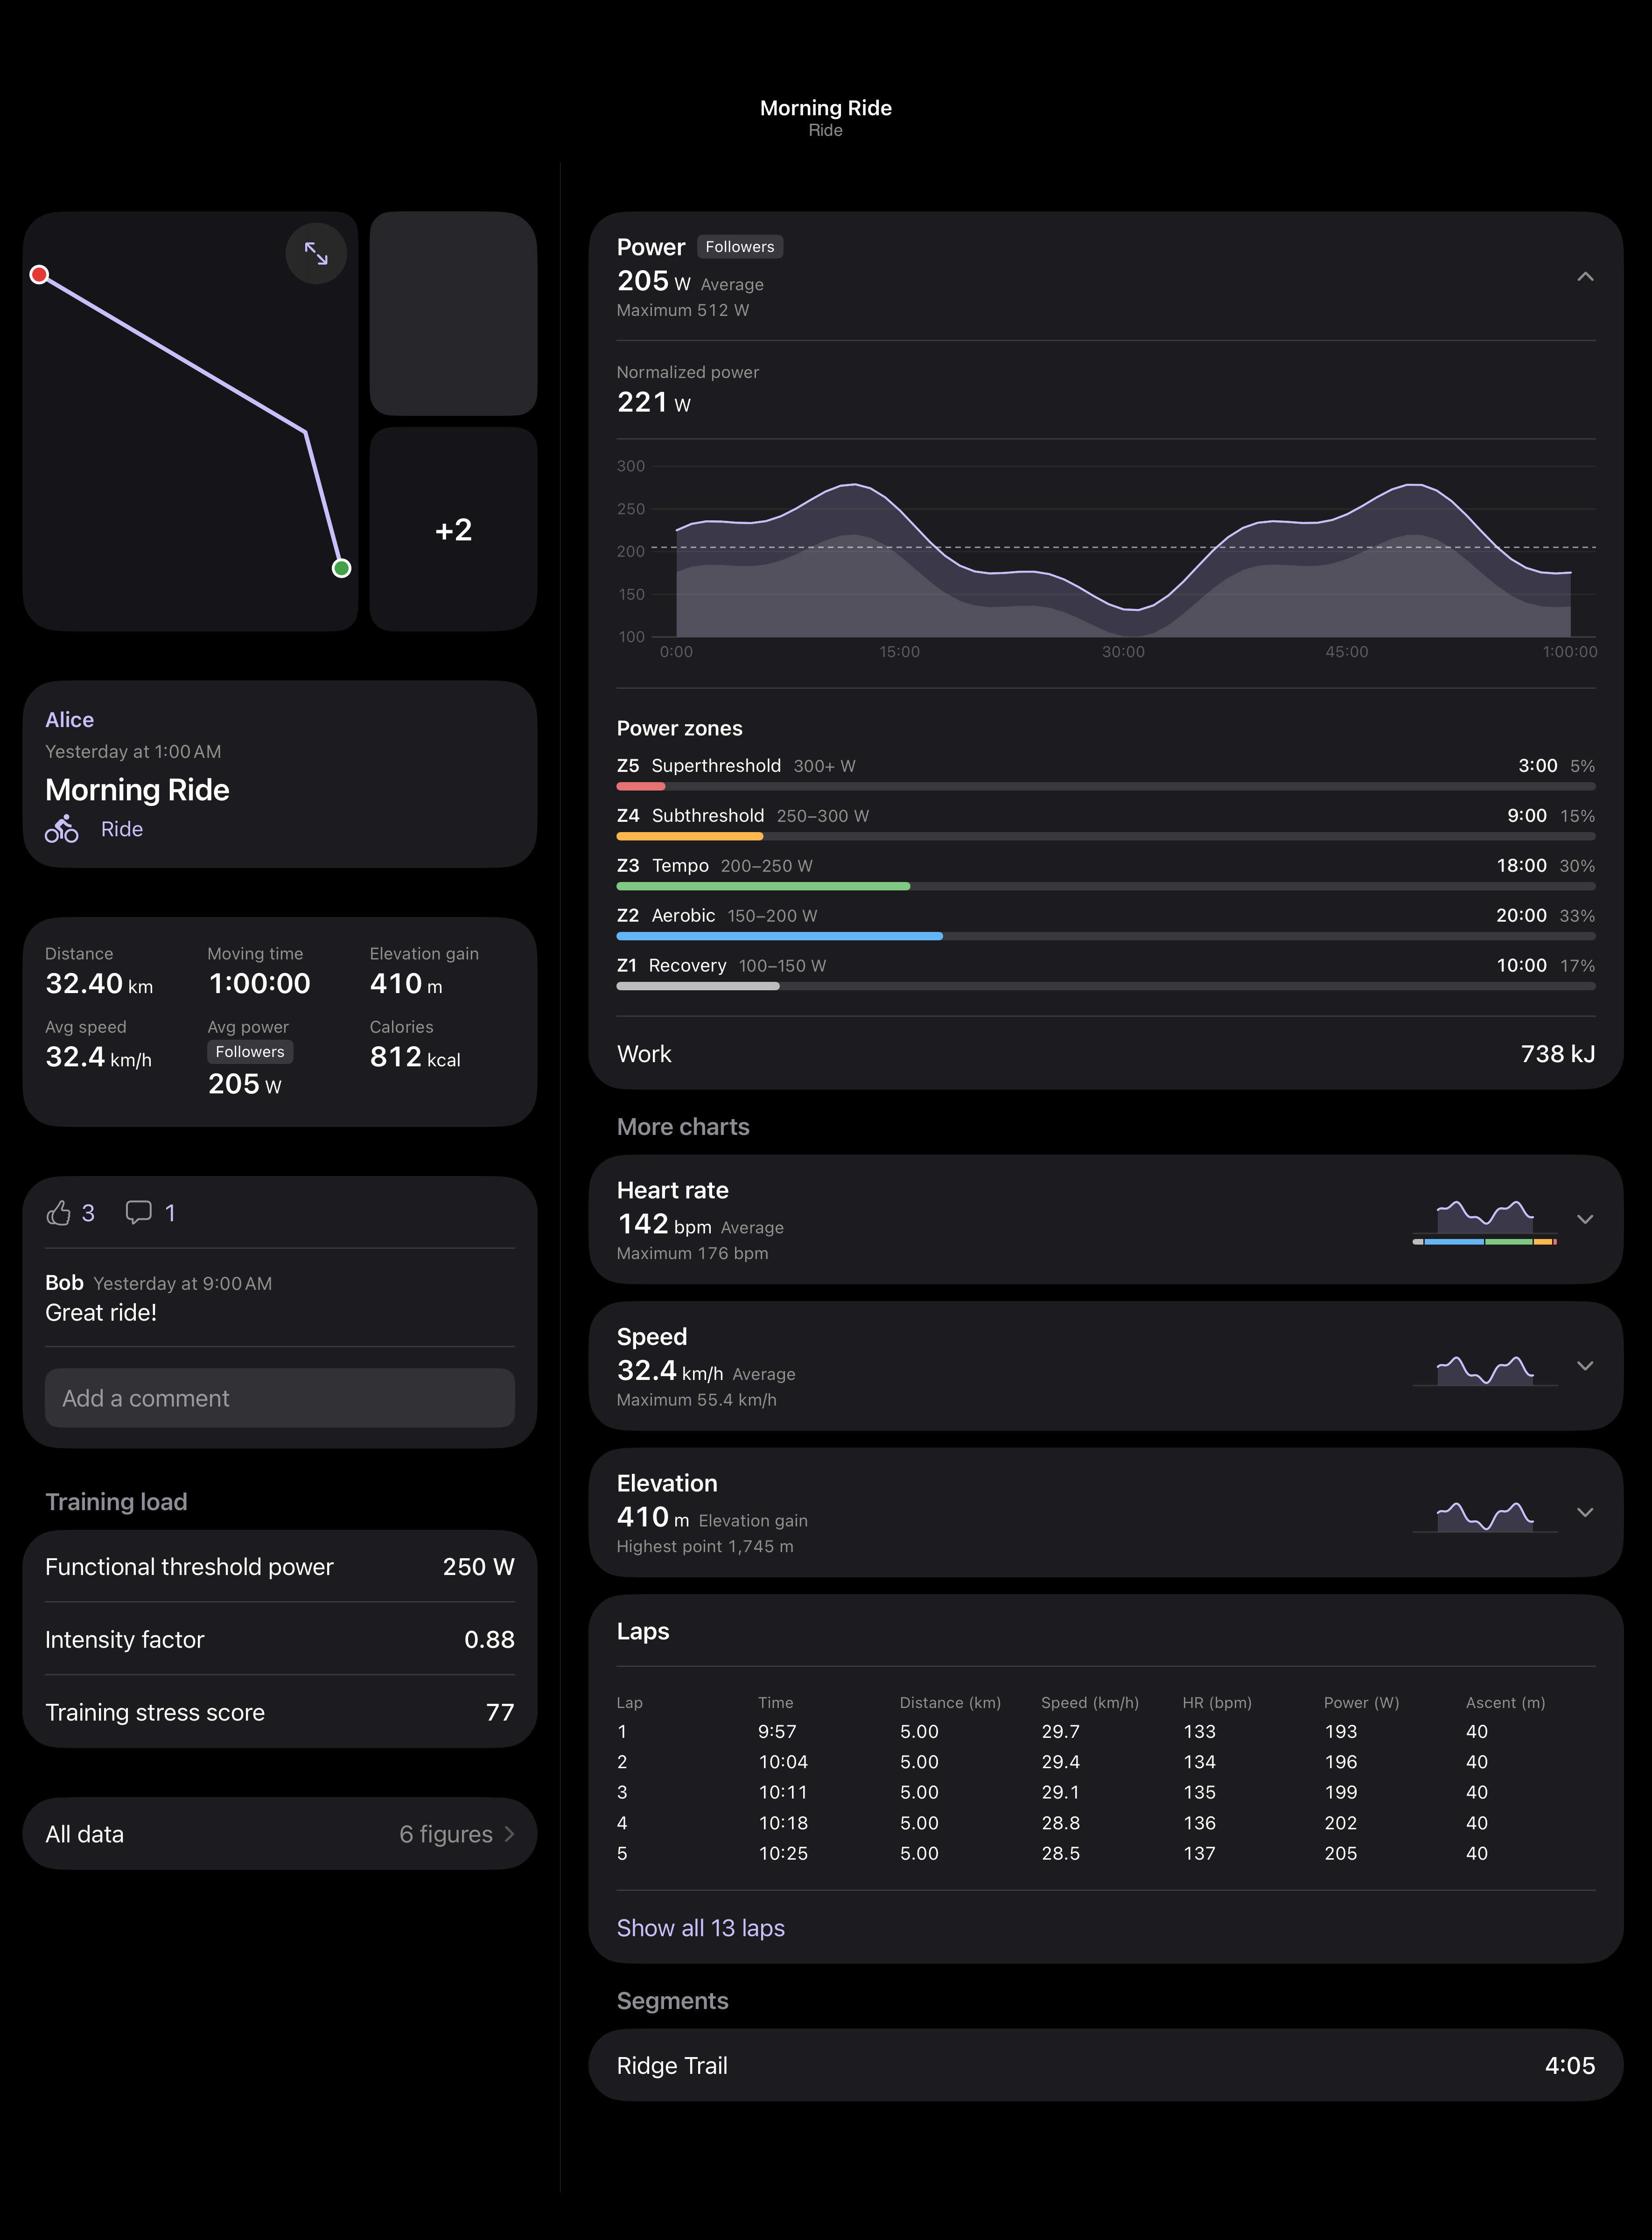 Morning Ride
Ride
+2
Alice
Yesterday at 1:00 AM
Morning Ride
Ride
Distance Moving time Elevation gain
32.40 km 1:00:00 410 m
Avg speed Avg power Calories
Followers
32.4 km/h 205 W 812 kcal
3 1
Bob Yesterday at 9:00 AM
Great ride!
Add a comment
Training load
Functional threshold power 250 W
Intensity factor 0.88
Training stress score 77
All data 6 figures
Power Followers
205 W Average
Maximum 512 W
Normalized power
221 W
300
250
200
150
100
0:00 15:00 30:00 45:00 1:00:00
Power zones
Z5 Superthreshold 300+ W 3:00 5%
Z4 Subthreshold 250–300 W 9:00 15%
Z3 Tempo 200–250 W 18:00 30%
Z2 Aerobic 150–200 W 20:00 33%
Z1 Recovery 100–150 W 10:00 17%
Work 738 kJ
More charts
Heart rate
142 bpm Average
Maximum 176 bpm
Speed
32.4 km/h Average
Maximum 55.4 km/h
Elevation
410 m Elevation gain
Highest point 1,745 m
Laps
Lap Time Distance (km) Speed (km/h) HR (bpm) Power (W) Ascent (m)
1 9:57 5.00 29.7 133 193 40
2 10:04 5.00 29.4 134 196 40
3 10:11 5.00 29.1 135 199 40
4 10:18 5.00 28.8 136 202 40
5 10:25 5.00 28.5 137 205 40
Show all 13 laps
Segments
Ridge Trail 4:05